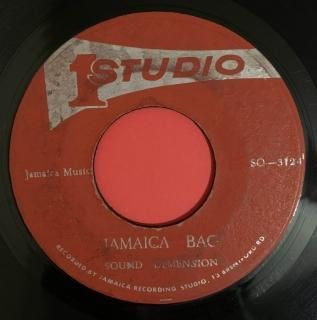 1 STUDIO
Jamaica Music
SO-3124
JAMAICA BAG
SOUND DIMENSION
RECORDED BY JAMAICA RECORDING STUDIO, 13 BRENTFORD RD